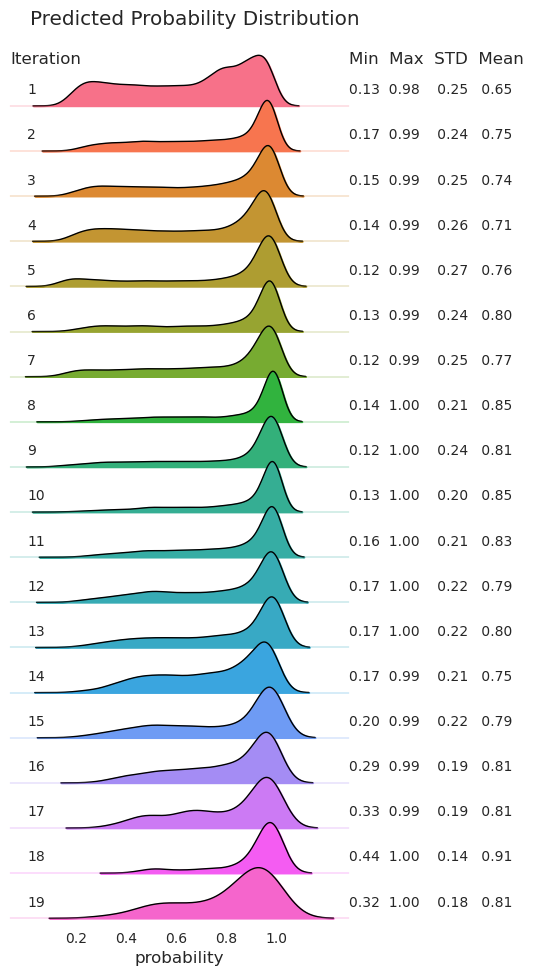 Predicted Probability Distribution
Iteration Min Max STD Mean
1 0.13 0.98 0.25 0.65
2 0.17 0.99 0.24 0.75
3 0.15 0.99 0.25 0.74
4 0.14 0.99 0.26 0.71
5 0.12 0.99 0.27 0.76
6 0.13 0.99 0.24 0.80
7 0.12 0.99 0.25 0.77
8 0.14 1.00 0.21 0.85
9 0.12 1.00 0.24 0.81
10 0.13 1.00 0.20 0.85
11 0.16 1.00 0.21 0.83
12 0.17 1.00 0.22 0.79
13 0.17 1.00 0.22 0.80
14 0.17 0.99 0.21 0.75
15 0.20 0.99 0.22 0.79
16 0.29 0.99 0.19 0.81
17 0.33 0.99 0.19 0.81
18 0.44 1.00 0.14 0.91
19 0.32 1.00 0.18 0.81
0.2 0.4 0.6 0.8 1.0
probability